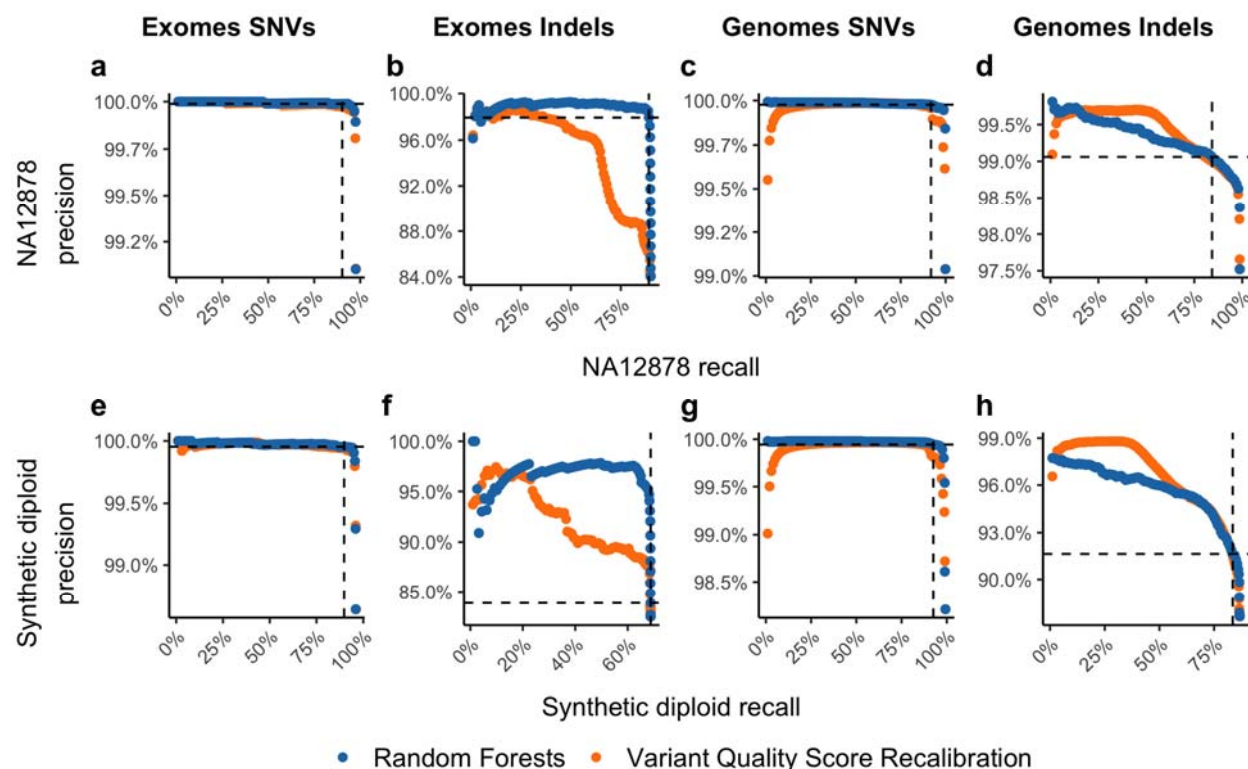 Exomes SNVs Exomes Indels Genomes SNVs Genomes Indels
a b c d
NA12878 precision
100.0%
99.7%
99.5%
99.2%
0% 25% 50% 75% 100%
100.0%
96.0%
92.0%
88.0%
84.0%
0% 25% 50% 75%
100.0%
99.7%
99.5%
99.2%
99.0%
0% 25% 50% 75% 100%
99.5%
99.0%
98.5%
98.0%
97.5%
0% 25% 50% 75% 100%
NA12878 recall
e f g h
Synthetic diploid precision
100.0%
99.5%
99.0%
0% 25% 50% 75% 100%
100.0%
95.0%
90.0%
85.0%
0% 20% 40% 60%
100.0%
99.5%
99.0%
98.5%
0% 25% 50% 75% 100%
99.0%
96.0%
93.0%
90.0%
0% 25% 50% 75%
Synthetic diploid recall
Random Forests Variant Quality Score Recalibration